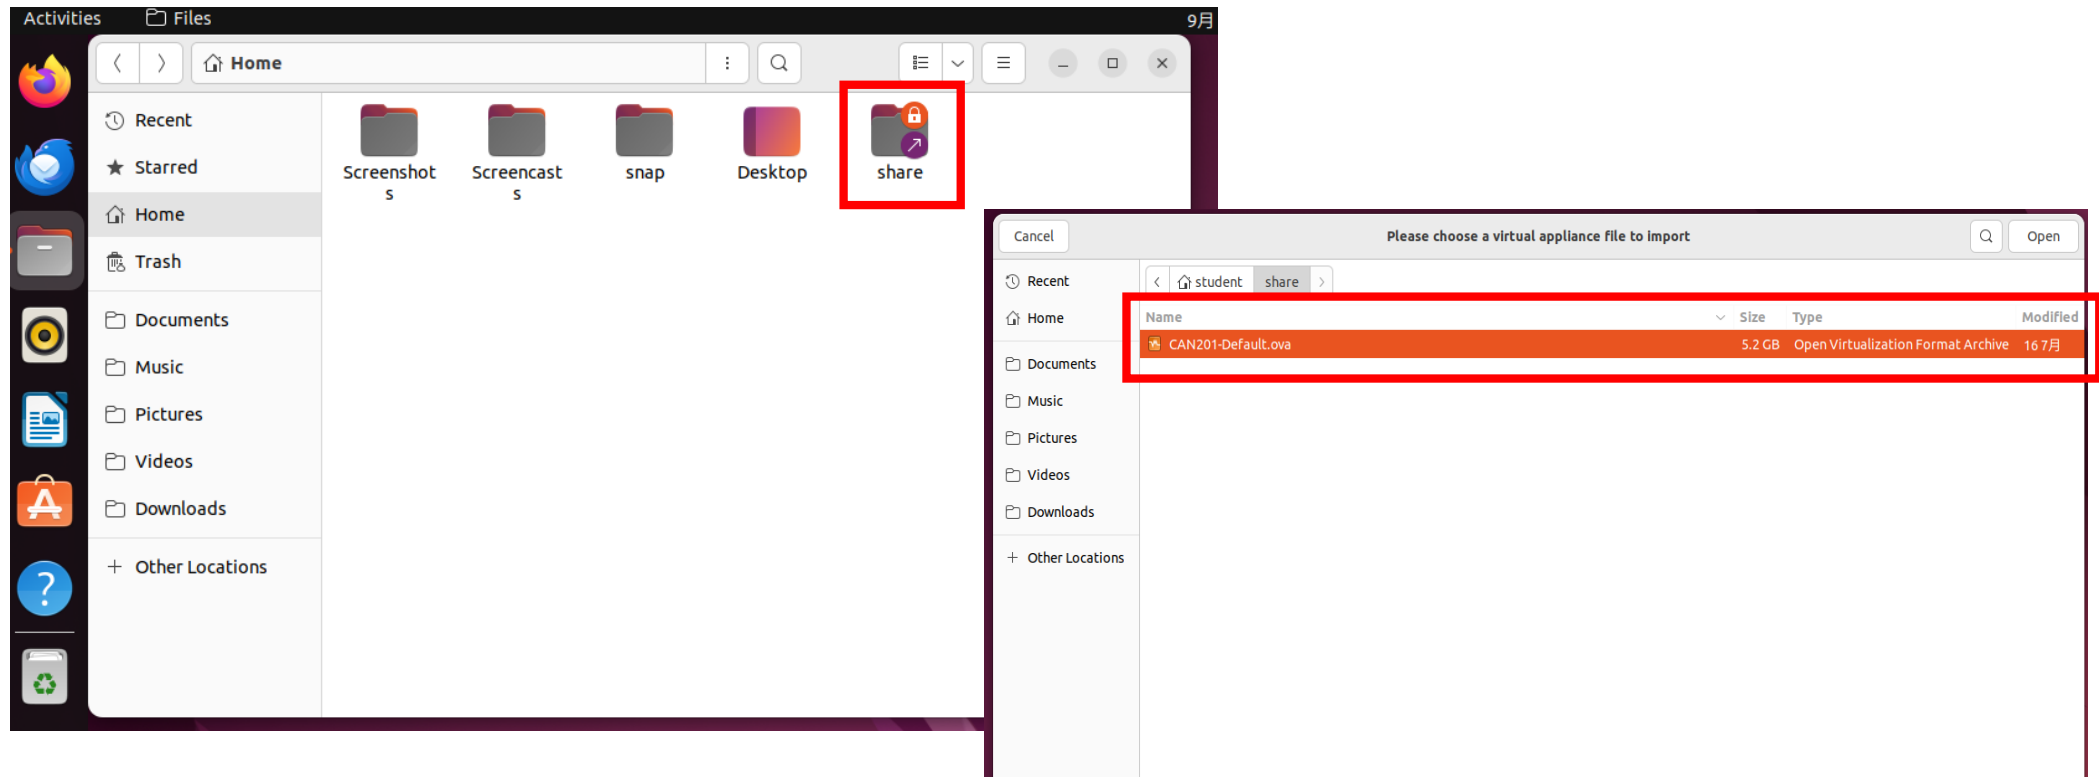 Activities
Files
9月
Home
Recent
Starred
Home
Trash
Documents
Music
Pictures
Videos
Downloads
Other Locations
Screenshot
s
Screencast
s
snap
Desktop
share
Cancel
Please choose a virtual appliance file to import
Open
Recent
Home
Documents
Music
Pictures
Videos
Downloads
Other Locations
student
share
Name Size Type Modified
CAN201-Default.ova 5.2 GB Open Virtualization Format Archive 16 7月